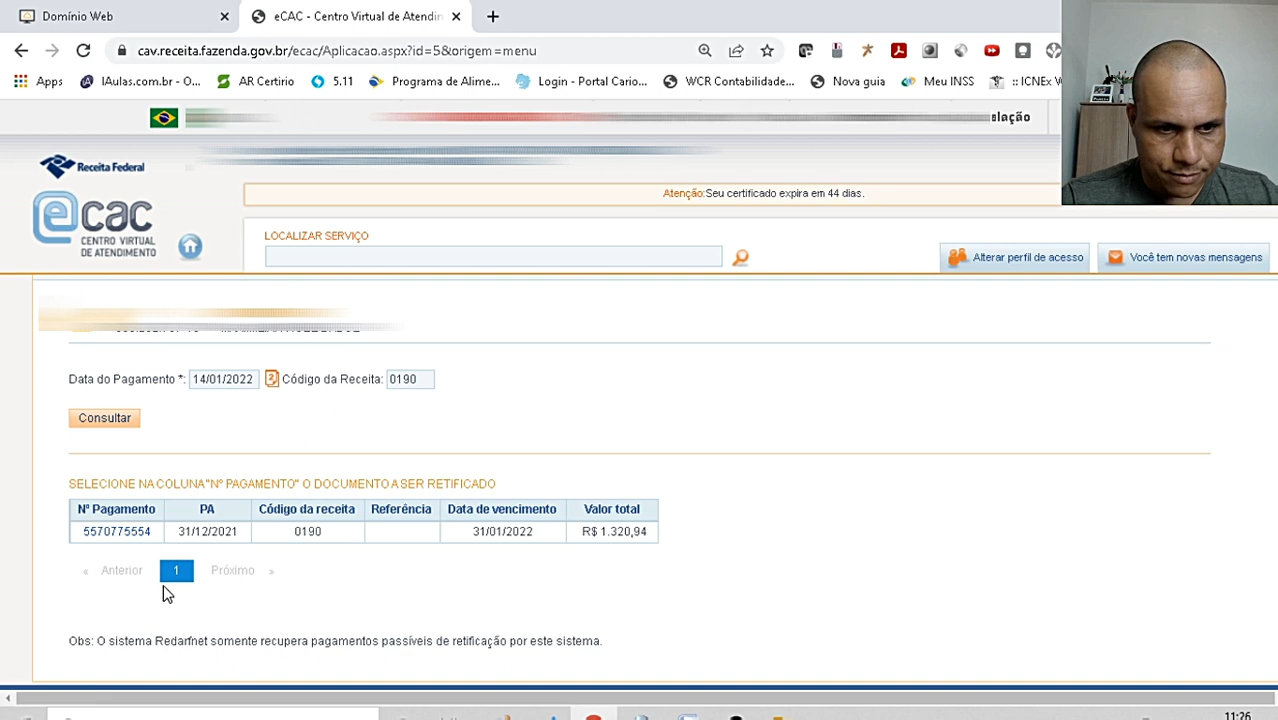 Domínio Web
eCAC - Centro Virtual de Atendin
cav.receita.fazenda.gov.br/ecac/Aplicacao.aspx?id=5&origem=menu
Apps
IAulas.com.br - O...
AR Certirio
5.11
Programa de Alime...
Login - Portal Cario...
WCR Contabilidade...
Nova guia
Meu INSS
:: ICNEx V
lação
Receita Federal
Atenção:Seu certificado expira em 44 dias.
ecac
CENTRO VIRTUAL
DE ATENDIMENTO
LOCALIZAR SERVIÇO
Alterar perfil de acesso
Você tem novas mensagens
Data do Pagamento *: 14/01/2022 Código da Receita: 0190
Consultar
SELECIONE NA COLUNA "Nº PAGAMENTO" O DOCUMENTO A SER RETIFICADO
Nº Pagamento PA Código da receita Referência Data de vencimento Valor total
5570775554 31/12/2021 0190 31/01/2022 R$ 1.320,94
« Anterior 1 Próximo »
Obs: O sistema Redarfnet somente recupera pagamentos passíveis de retificação por este sistema.
11:26